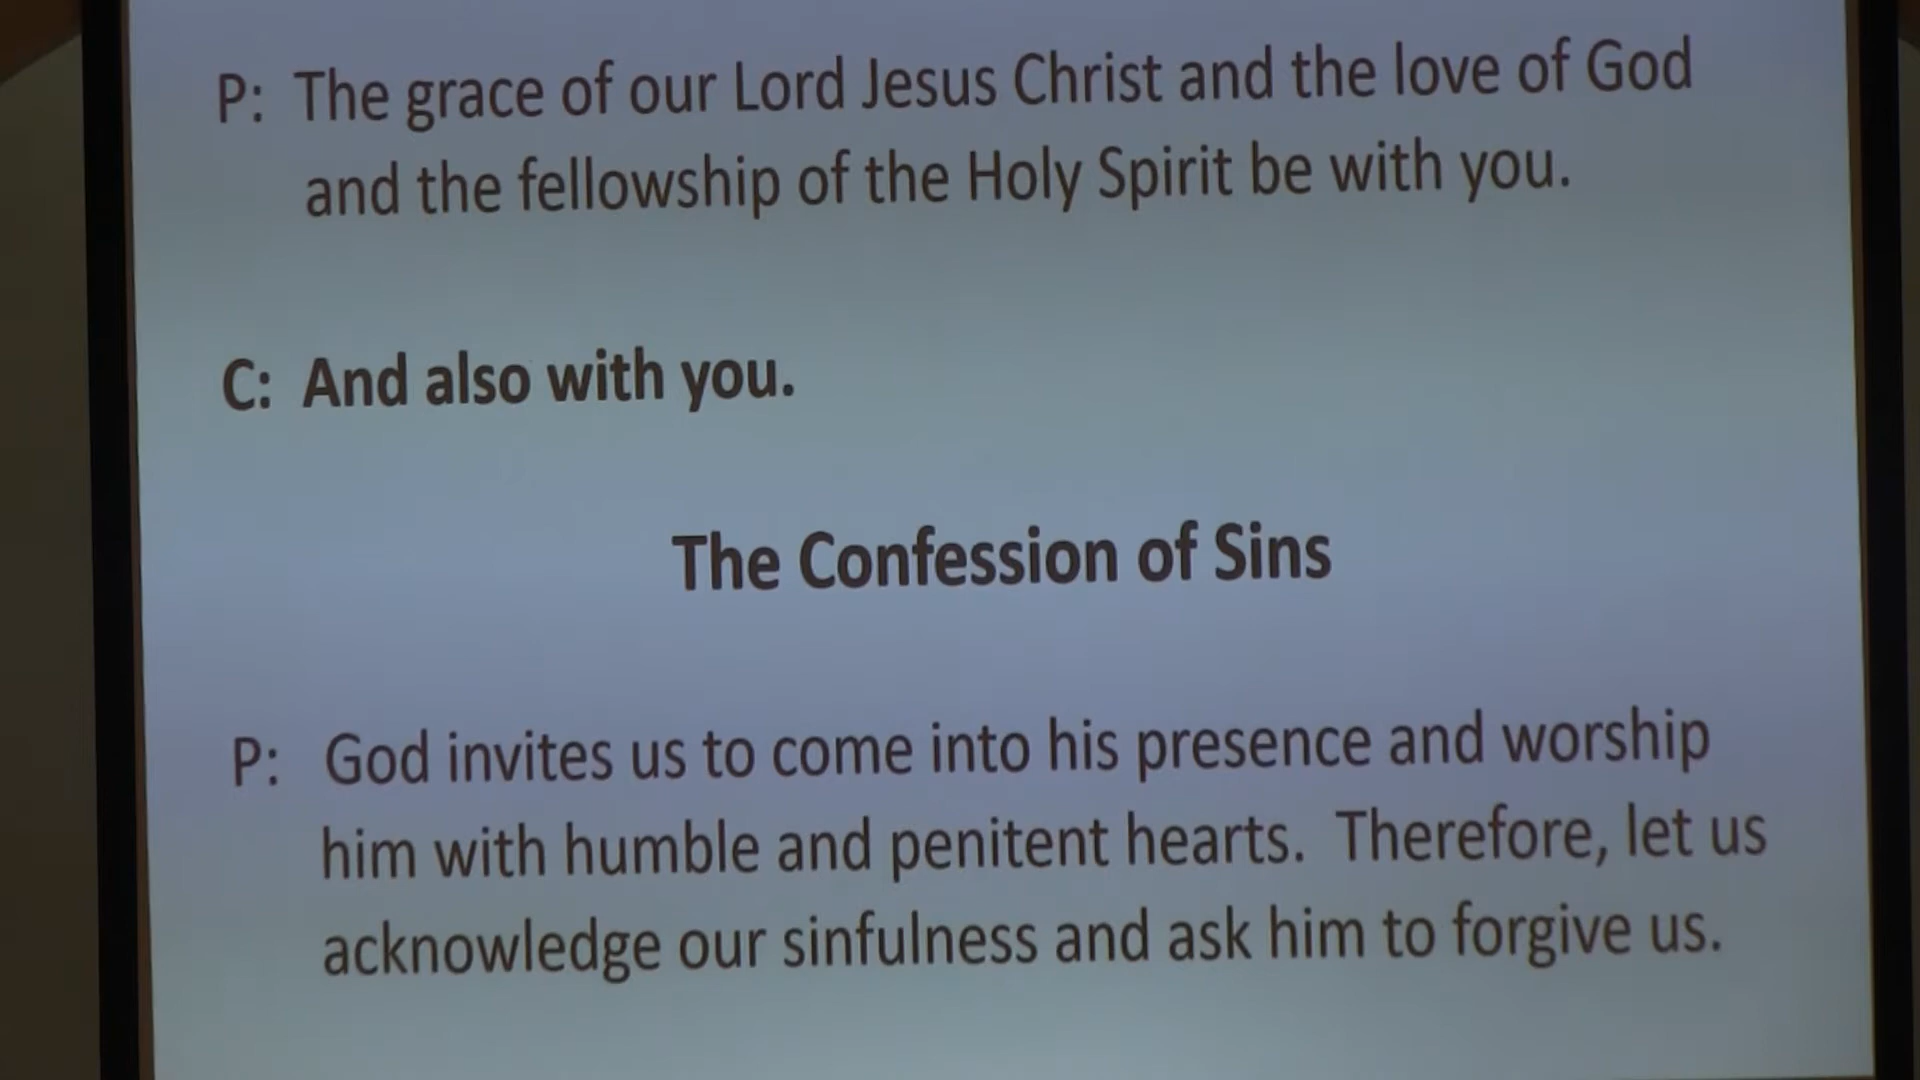 P: The grace of our Lord Jesus Christ and the love of God
and the fellowship of the Holy Spirit be with you.
C: And also with you.
The Confession of Sins
P: God invites us to come into his presence and worship
him with humble and penitent hearts. Therefore, let us
acknowledge our sinfulness and ask him to forgive us.